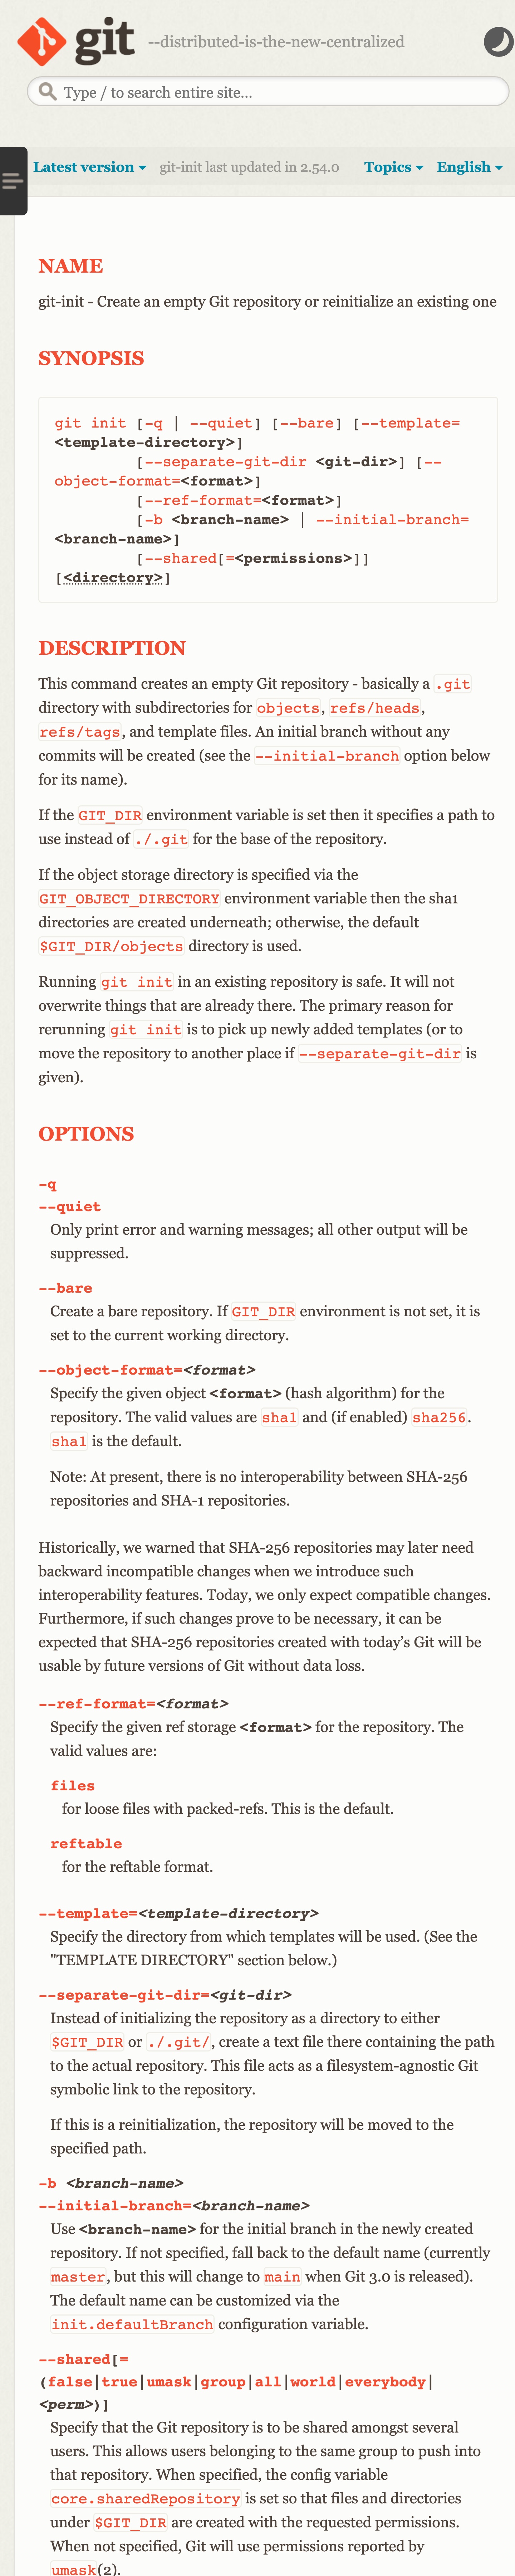 git --distributed-is-the-new-centralized
Type / to search entire site...
Latest version git-init last updated in 2.54.0 Topics English
NAME
git-init - Create an empty Git repository or reinitialize an existing one
SYNOPSIS
git init [-q | --quiet] [--bare] [--template=
<template-directory>]
[--separate-git-dir <git-dir>] [--
object-format=<format>]
[--ref-format=<format>]
[-b <branch-name> | --initial-branch=
<branch-name>]
[--shared[=<permissions>]]
[<directory>]
DESCRIPTION
This command creates an empty Git repository - basically a .git
directory with subdirectories for objects, refs/heads,
refs/tags, and template files. An initial branch without any
commits will be created (see the --initial-branch option below
for its name).
If the GIT_DIR environment variable is set then it specifies a path to
use instead of ./.git for the base of the repository.
If the object storage directory is specified via the
GIT_OBJECT_DIRECTORY environment variable then the sha1
directories are created underneath; otherwise, the default
$GIT_DIR/objects directory is used.
Running git init in an existing repository is safe. It will not
overwrite things that are already there. The primary reason for
rerunning git init is to pick up newly added templates (or to
move the repository to another place if --separate-git-dir is
given).
OPTIONS
-q
--quiet
Only print error and warning messages; all other output will be
suppressed.
--bare
Create a bare repository. If GIT_DIR environment is not set, it is
set to the current working directory.
--object-format=<format>
Specify the given object <format> (hash algorithm) for the
repository. The valid values are sha1 and (if enabled) sha256.
sha1 is the default.
Note: At present, there is no interoperability between SHA-256
repositories and SHA-1 repositories.
Historically, we warned that SHA-256 repositories may later need
backward incompatible changes when we introduce such
interoperability features. Today, we only expect compatible changes.
Furthermore, if such changes prove to be necessary, it can be
expected that SHA-256 repositories created with today's Git will be
usable by future versions of Git without data loss.
--ref-format=<format>
Specify the given ref storage <format> for the repository. The
valid values are:
files
for loose files with packed-refs. This is the default.
reftable
for the reftable format.
--template=<template-directory>
Specify the directory from which templates will be used. (See the
"TEMPLATE DIRECTORY" section below.)
--separate-git-dir=<git-dir>
Instead of initializing the repository as a directory to either
$GIT_DIR or ./.git/, create a text file there containing the path
to the actual repository. This file acts as a filesystem-agnostic Git
symbolic link to the repository.
If this is a reinitialization, the repository will be moved to the
specified path.
-b <branch-name>
--initial-branch=<branch-name>
Use <branch-name> for the initial branch in the newly created
repository. If not specified, fall back to the default name (currently
master, but this will change to main when Git 3.0 is released).
The default name can be customized via the
init.defaultBranch configuration variable.
--shared[=
(false|true|umask|group|all|world|everybody|
<perm>)]
Specify that the Git repository is to be shared amongst several
users. This allows users belonging to the same group to push into
that repository. When specified, the config variable
core.sharedRepository is set so that files and directories
under $GIT_DIR are created with the requested permissions.
When not specified, Git will use permissions reported by
umask(2).